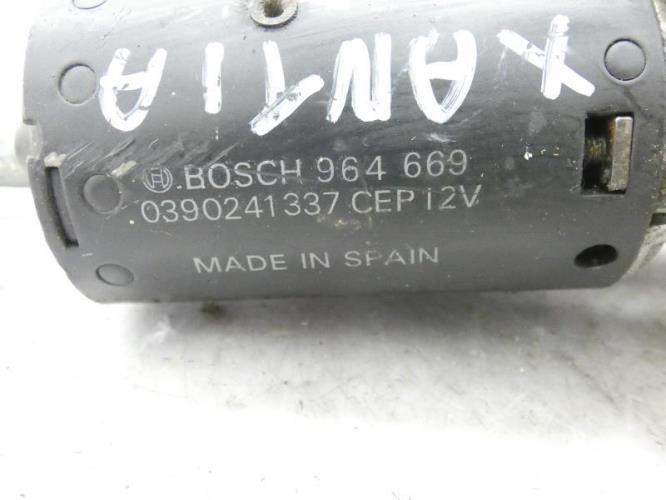 XANTIA
BOSCH 964 669
0390241337 CEP 12V
MADE IN SPAIN